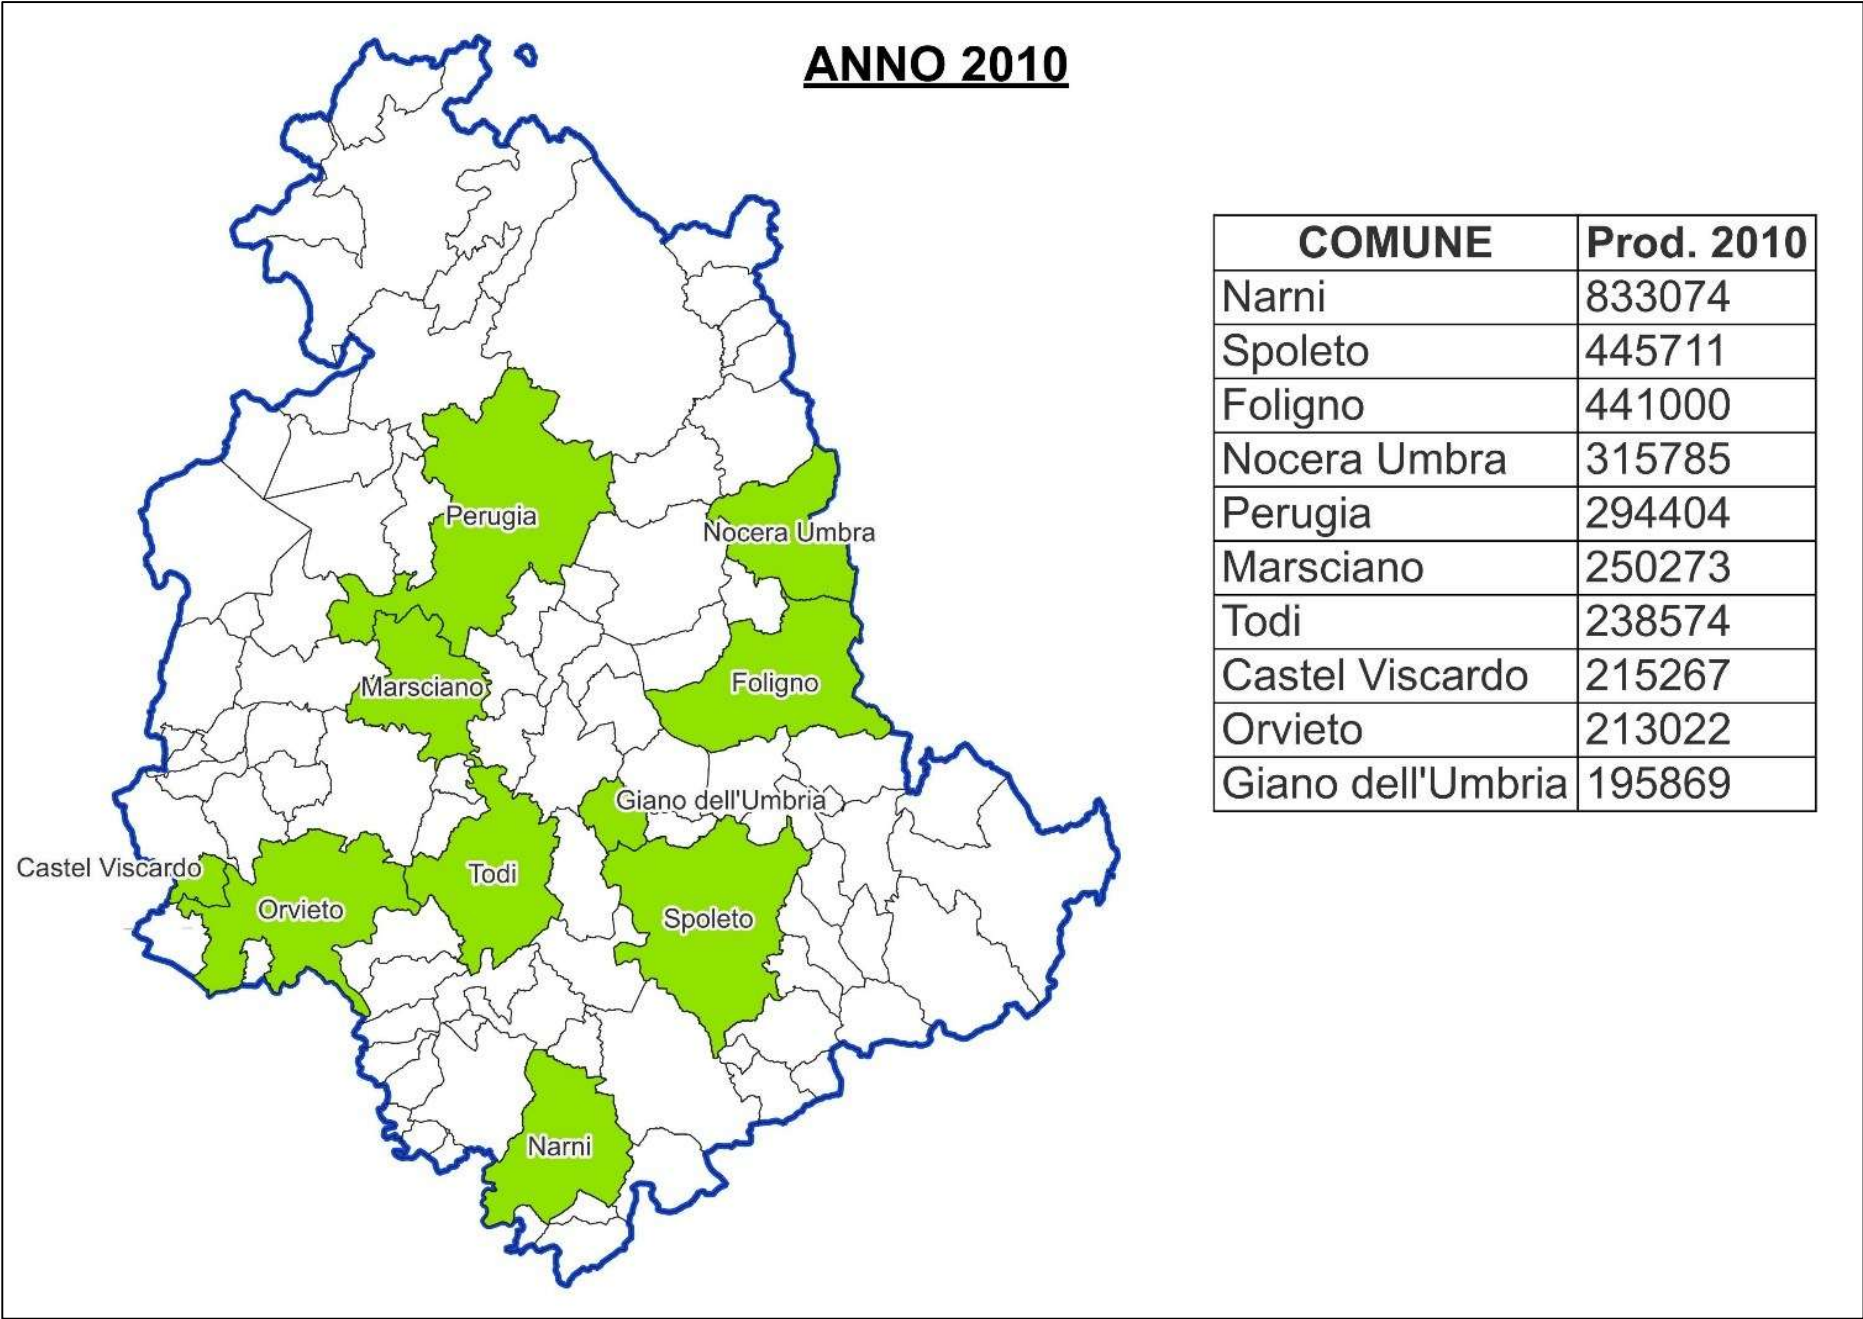 ANNO 2010
COMUNE Prod. 2010
Narni 833074
Spoleto 445711
Foligno 441000
Nocera Umbra 315785
Perugia 294404
Marsciano 250273
Todi 238574
Castel Viscardo 215267
Orvieto 213022
Giano dell'Umbria 195869
Perugia
Nocera Umbra
Marsciano
Foligno
Giano dell'Umbria
Castel Viscardo
Todi
Orvieto
Spoleto
Narni